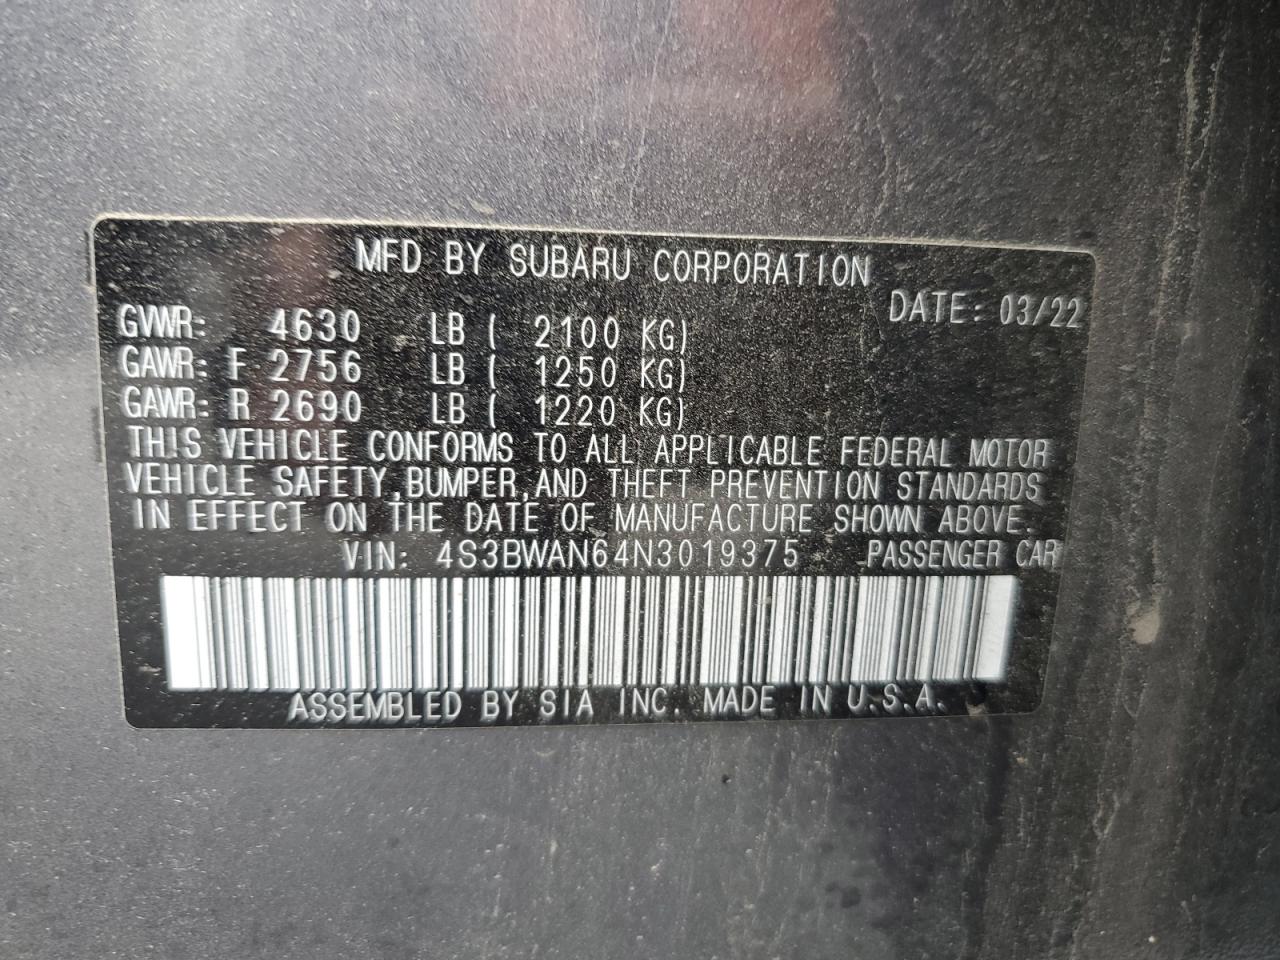 MFD BY SUBARU CORPORATION
DATE: 03/22
GVWR: 4630 LB ( 2100 KG)
GAWR: F 2756 LB ( 1250 KG)
GAWR: R 2690 LB ( 1220 KG)
THIS VEHICLE CONFORMS TO ALL APPLICABLE FEDERAL MOTOR
VEHICLE SAFETY,BUMPER,AND THEFT PREVENTION STANDARDS
IN EFFECT ON THE DATE OF MANUFACTURE SHOWN ABOVE.
VIN: 4S3BWAN64N3019375 PASSENGER CAR
ASSEMBLED BY SIA INC. MADE IN U.S.A.